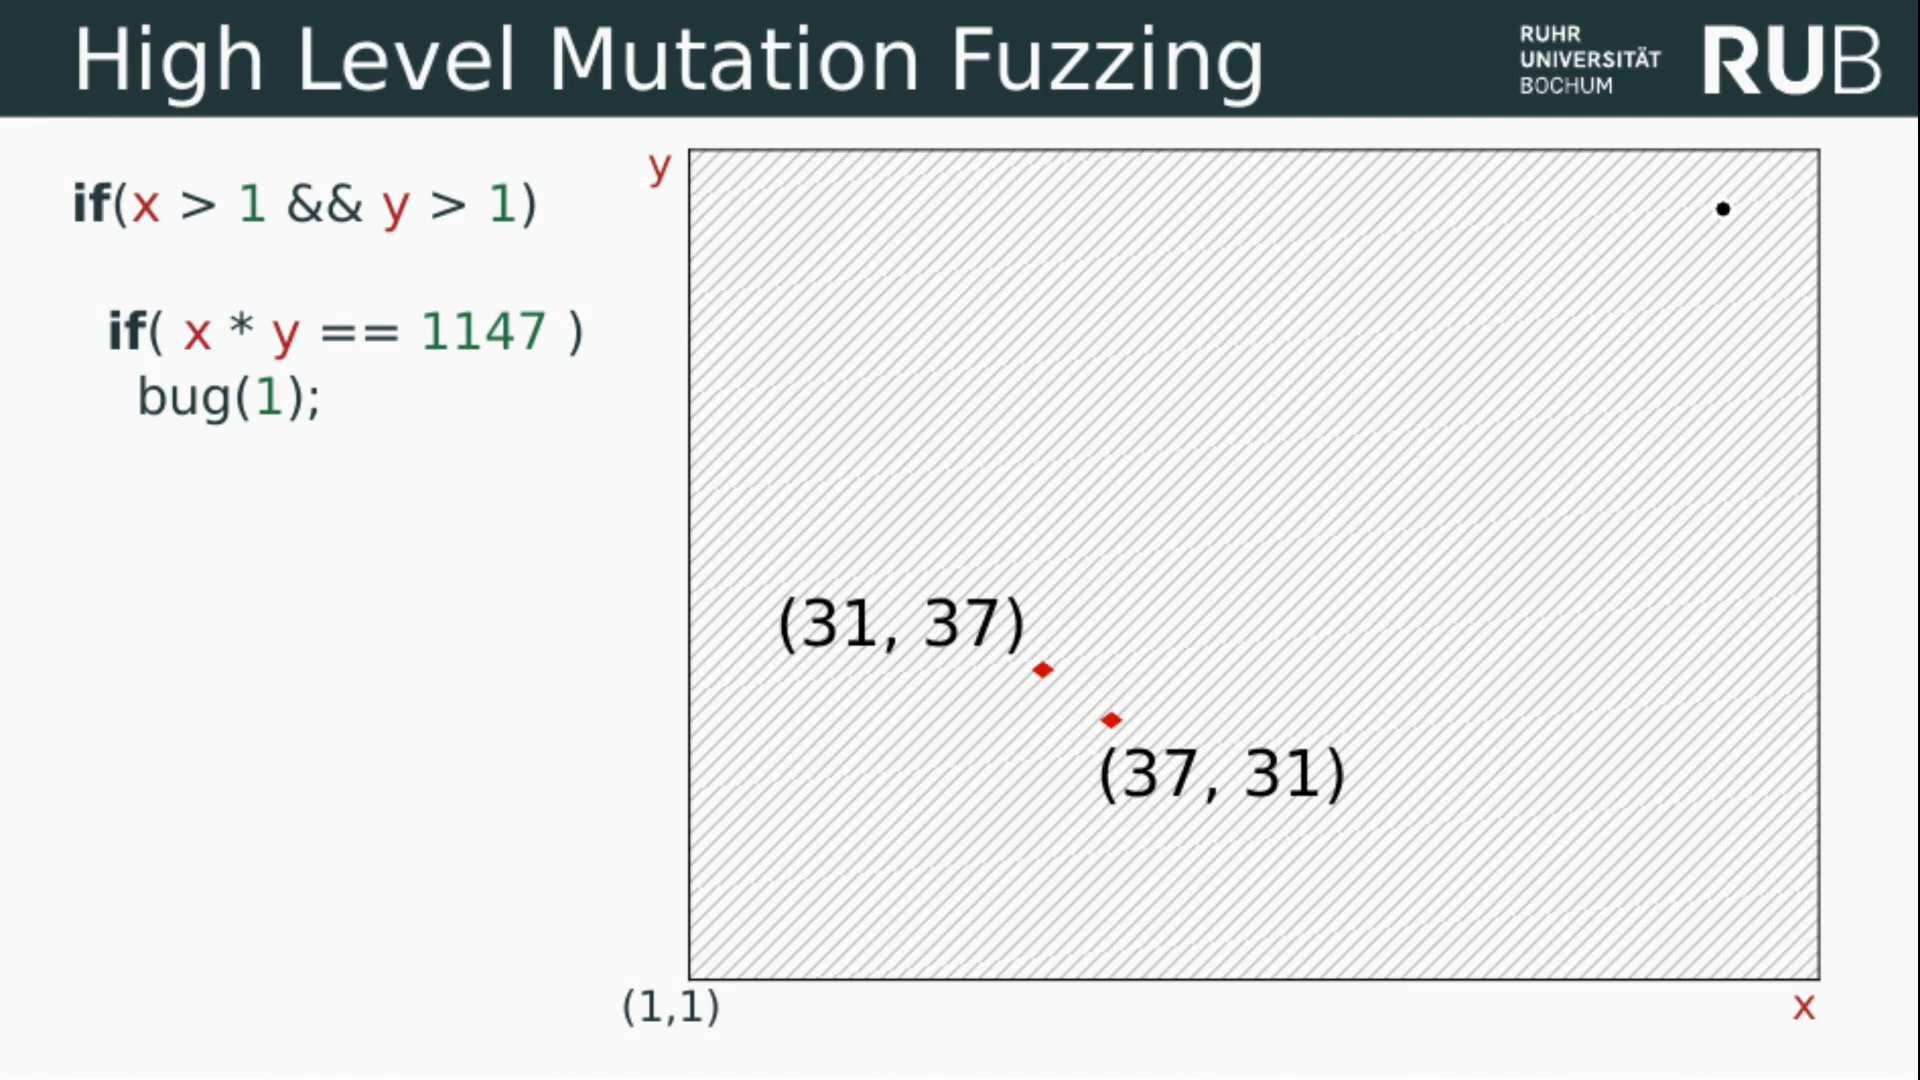 High Level Mutation Fuzzing
RUHR
UNIVERSITÄT
BOCHUM
RUB
if(x > 1 && y > 1)
if( x * y == 1147 )
bug(1);
y
(31, 37)
(37, 31)
(1,1)
x